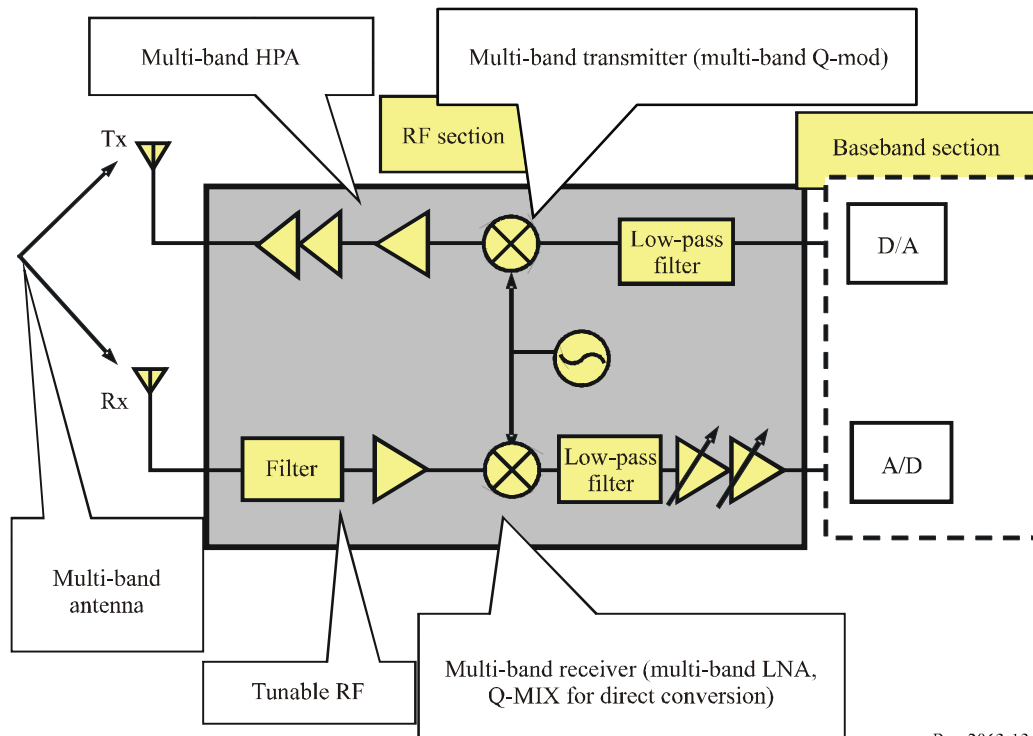 Multi-band HPA
Multi-band transmitter (multi-band Q-mod)
RF section
Baseband section
Tx
Low-pass
filter
D/A
Rx
Filter
Low-pass
filter
A/D
Multi-band
antenna
Tunable RF
Multi-band receiver (multi-band LNA,
Q-MIX for direct conversion)